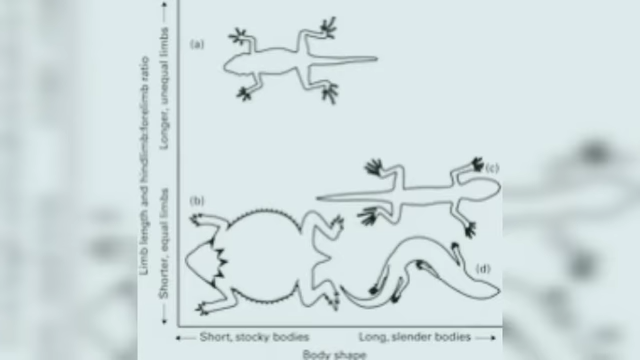 (a)
Limb length and hindlimb:forelimb ratio
Longer, unequal limbs
Shorter, equal limbs
(c)
(b)
(d)
Short, stocky bodies
Long, slender bodies
Body shape